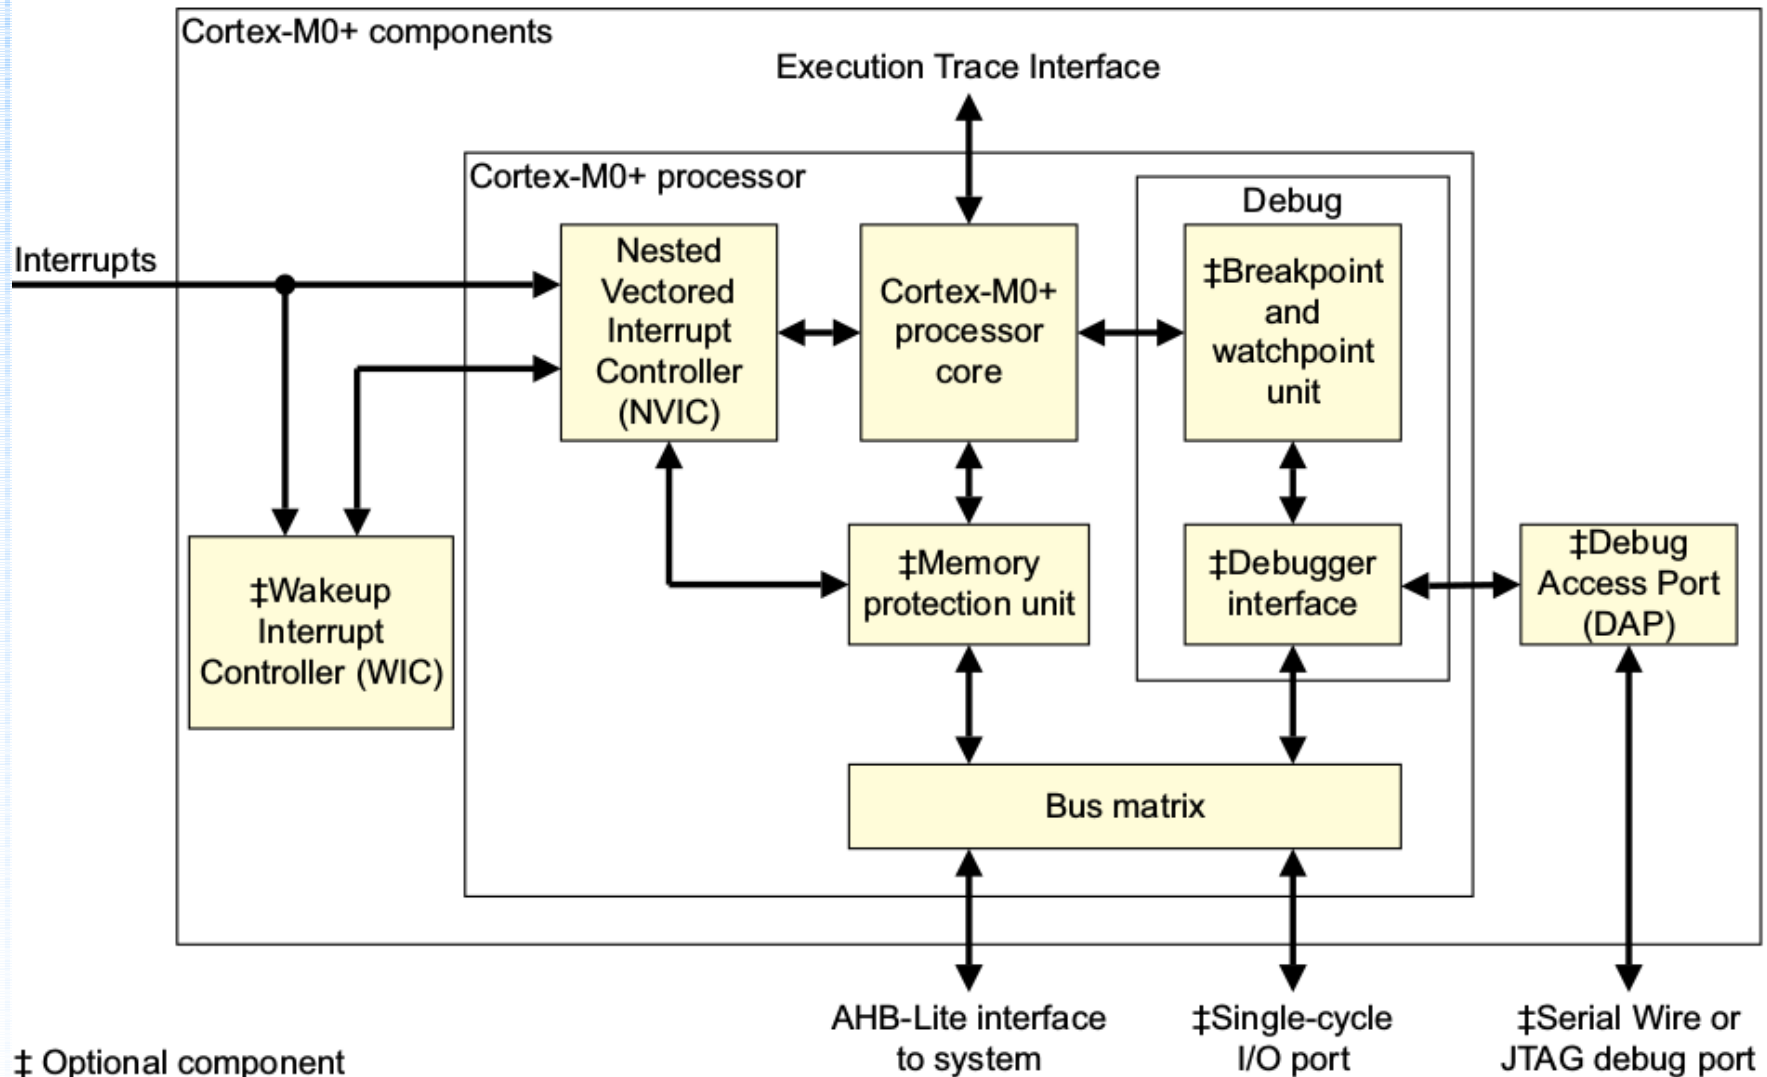 Cortex-M0+ components
Execution Trace Interface
Cortex-M0+ processor
Debug
Interrupts
Nested
Vectored
Interrupt
Controller
(NVIC)
Cortex-M0+
processor
core
‡Breakpoint
and
watchpoint
unit
‡Wakeup
Interrupt
Controller (WIC)
‡Memory
protection unit
‡Debugger
interface
‡Debug
Access Port
(DAP)
Bus matrix
AHB-Lite interface
to system
‡Single-cycle
I/O port
‡Serial Wire or
JTAG debug port
‡ Optional component